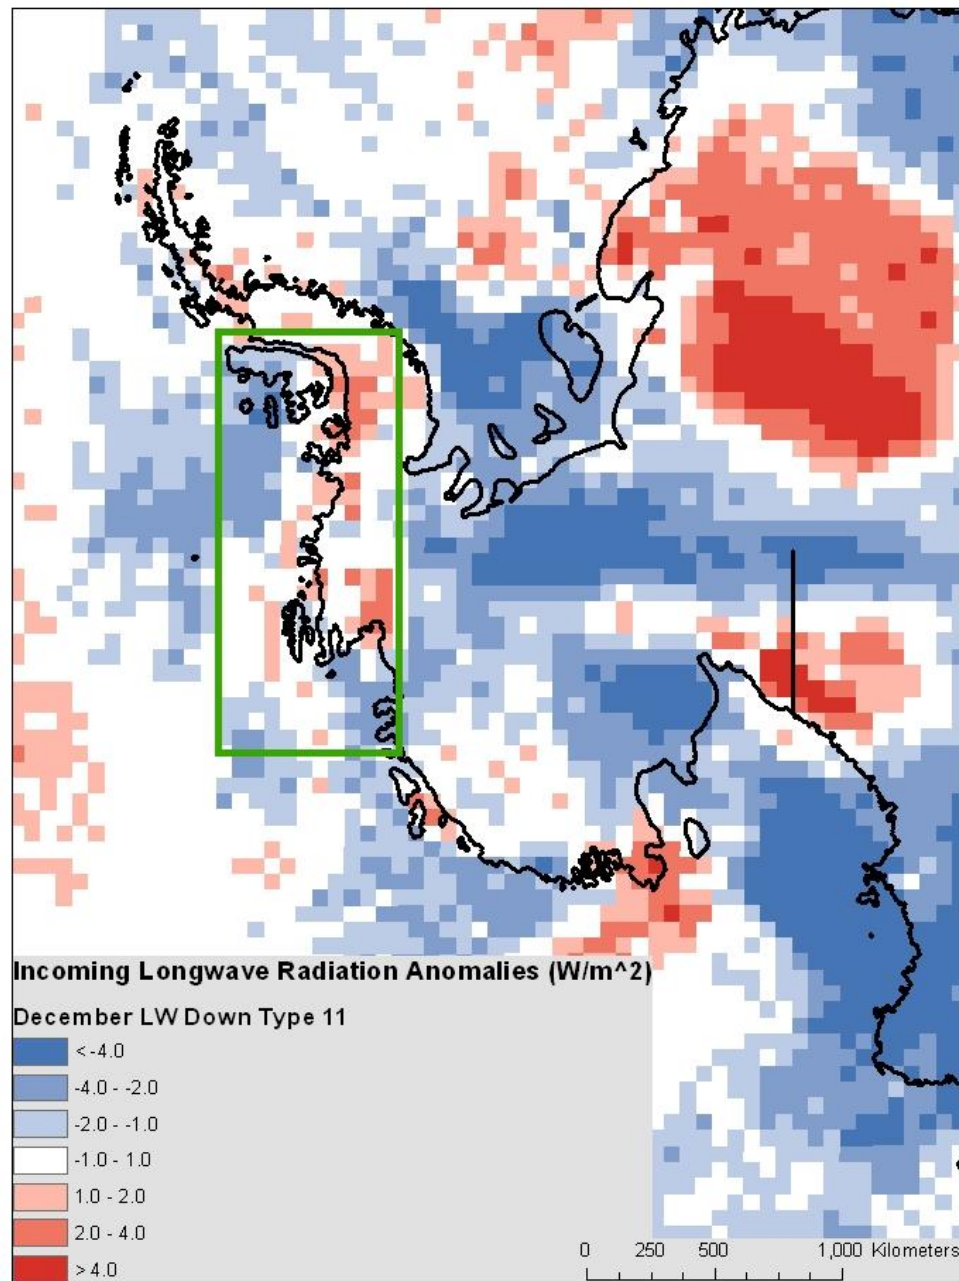 Incoming Longwave Radiation Anomalies (W/m^2)
December LW Down Type 11
< -4.0
-4.0 - -2.0
-2.0 - -1.0
-1.0 - 1.0
1.0 - 2.0
2.0 - 4.0
> 4.0
0 250 500 1,000 Kilometers